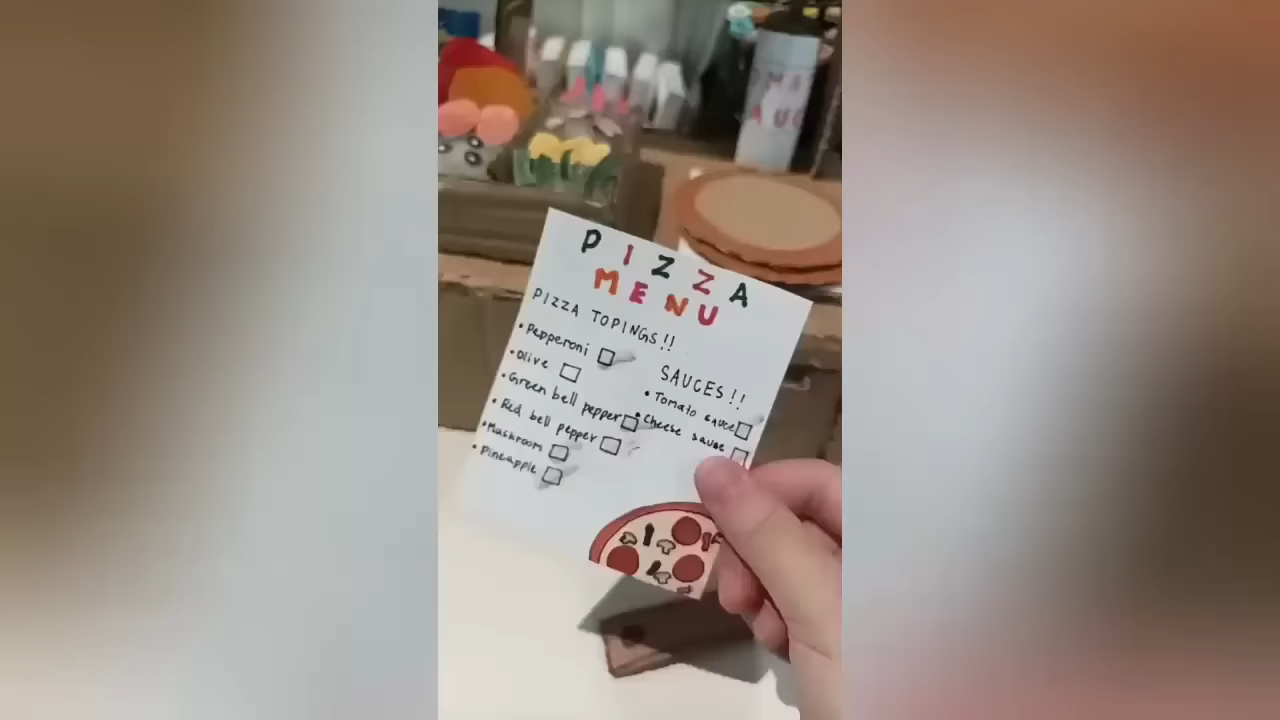 PIZZA
MENU
PIZZA TOPINGS!!
• Pepperoni
• Olive
• Green bell pepper
• Red bell pepper
• Mushroom
• Pineapple
SAUCES!!
• Tomato sauce
• Cheese sauce